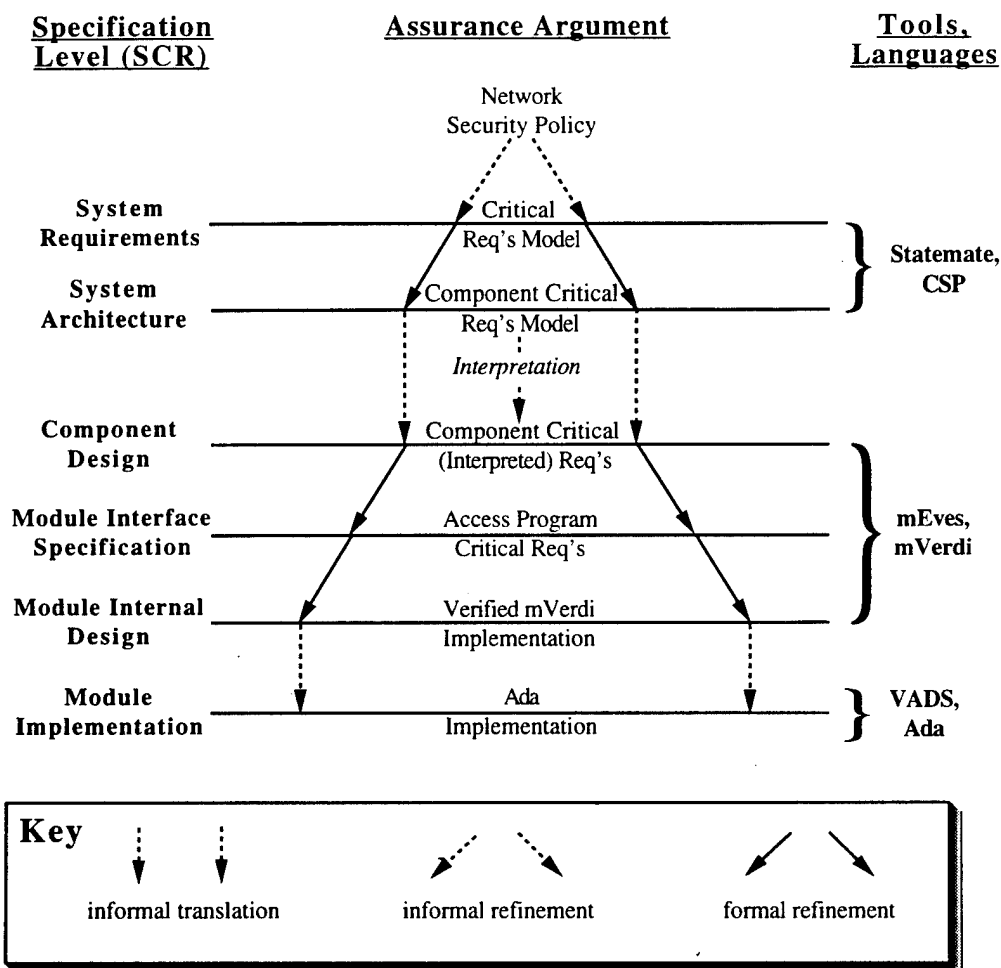 Specification
Level (SCR)
Assurance Argument
Tools,
Languages
Network
Security Policy
System
Requirements
Critical
Req's Model
Statemate,
CSP
System
Architecture
Component Critical
Req's Model
Interpretation
Component
Design
Component Critical
(Interpreted) Req's
Module Interface
Specification
Access Program
Critical Req's
mEves,
mVerdi
Module Internal
Design
Verified mVerdi
Implementation
Module
Implementation
Ada
Implementation
VADS,
Ada
Key
informal translation
informal refinement
formal refinement